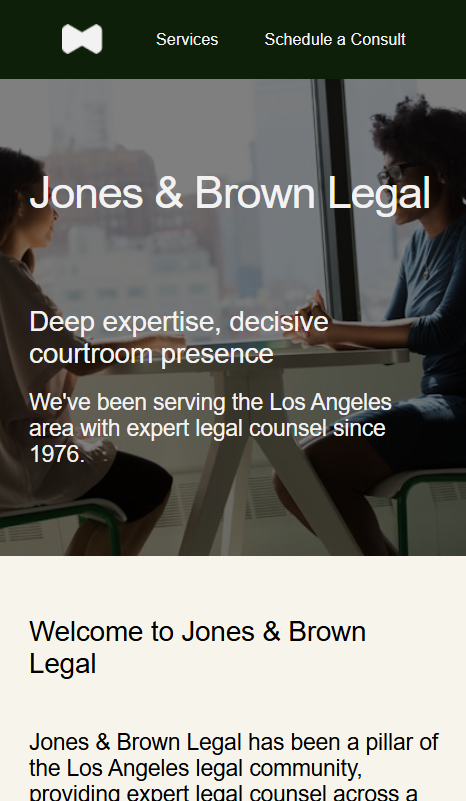 Services Schedule a Consult
Jones & Brown Legal
Deep expertise, decisive
courtroom presence
We've been serving the Los Angeles
area with expert legal counsel since
1976.
Welcome to Jones & Brown
Legal
Jones & Brown Legal has been a pillar of
the Los Angeles legal community,
providing expert legal counsel across a